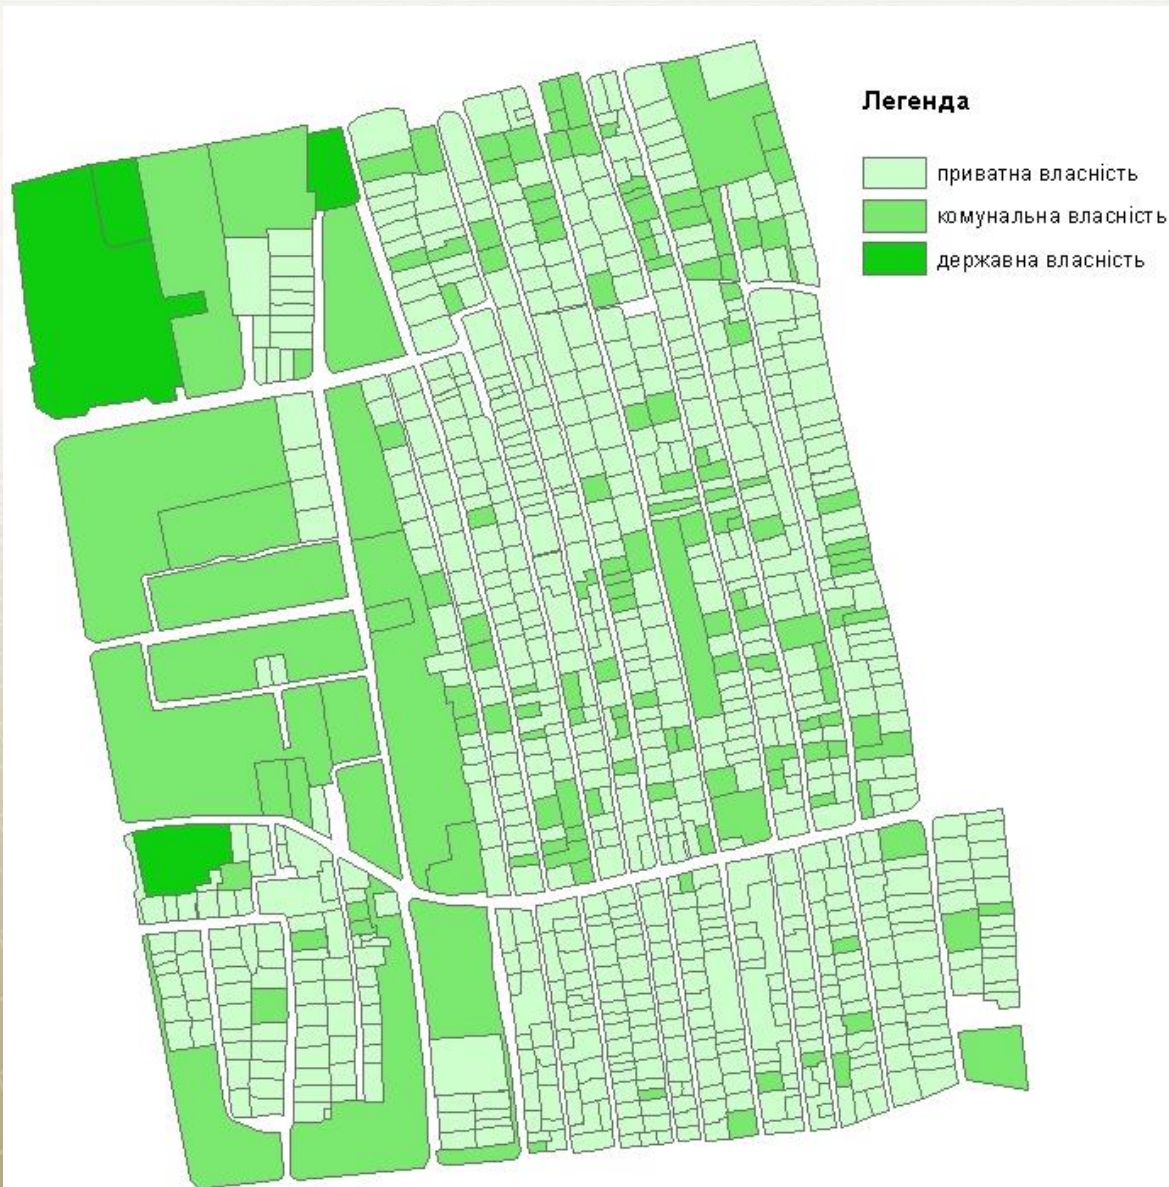 Легенда
приватна власність
комунальна власність
державна власність